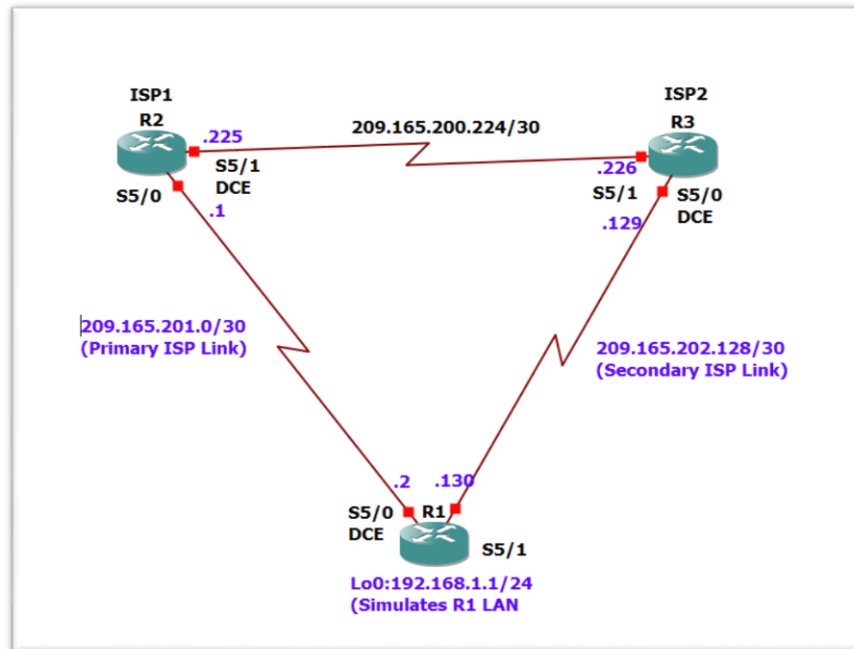 ISP1
R2
ISP2
R3
.225
209.165.200.224/30
.226
S5/1
DCE
S5/0
.1
S5/1
S5/0
DCE
.129
209.165.201.0/30
(Primary ISP Link)
209.165.202.128/30
(Secondary ISP Link)
.2
.130
S5/0
DCE
R1
S5/1
Lo0:192.168.1.1/24
(Simulates R1 LAN